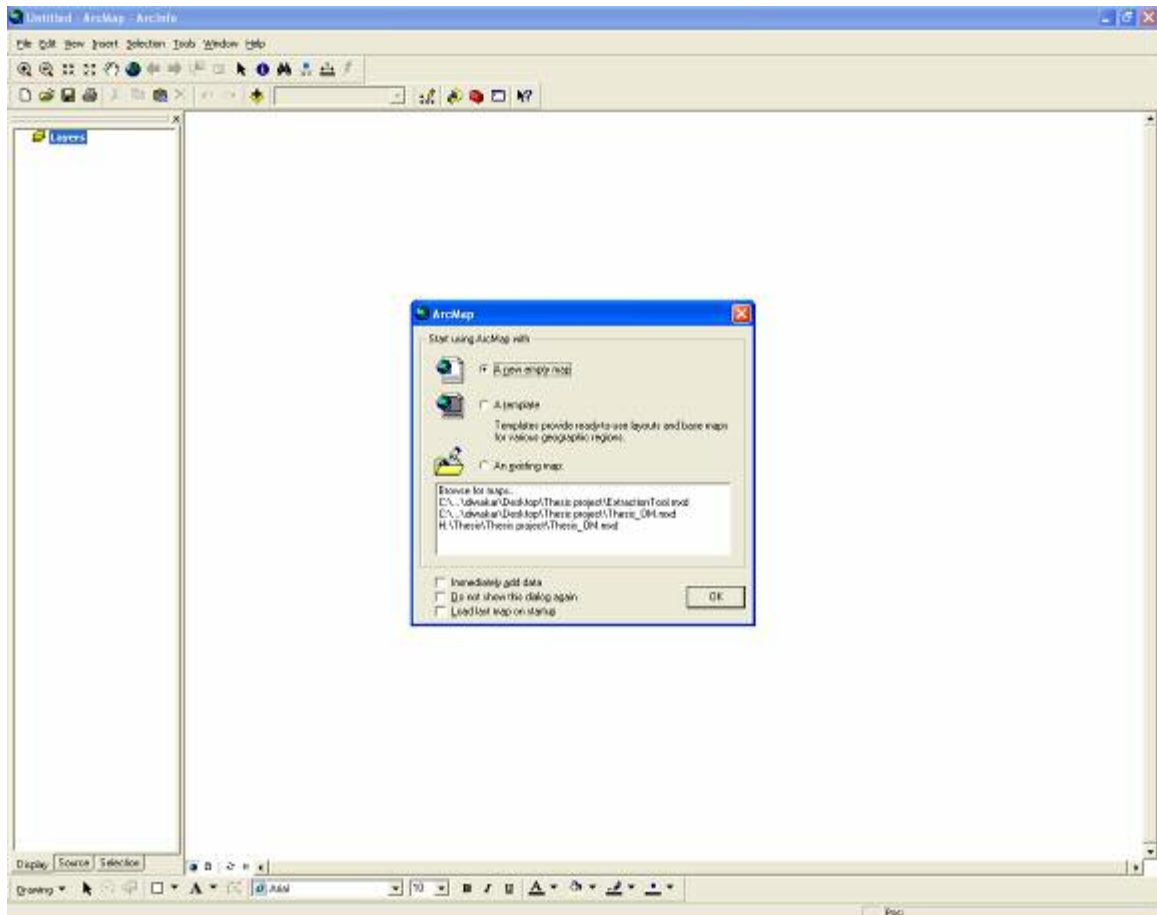 Untitled - ArcMap - ArcInfo
File Edit View Insert Selection Tools Window Help
Layers
ArcMap
Start using ArcMap with
A new empty map
A template
Templates provide ready-to-use layouts and base maps
for various geographic regions.
An existing map:
Browse for maps...
C:\...\diwakar\Desktop\Thesis project\ExtractionTool.mxd
C:\...\diwakar\Desktop\Thesis project\Thesis_DM.mxd
H:\Thesis\Thesis project\Thesis_DM.mxd
Immediately add data
Do not show this dialog again
Load last map on startup
OK
Display Source Selection
Drawing A Arial 10 B I U A